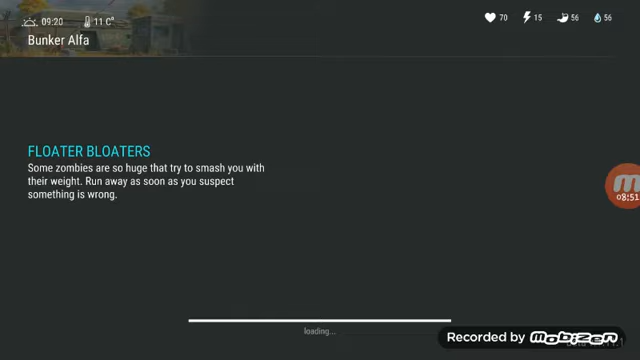 09:20 11 C° 70 15 56 56
Bunker Alfa
FLOATER BLOATERS
Some zombies are so huge that try to smash you with
their weight. Run away as soon as you suspect
something is wrong.
08:51
loading...
Recorded by mobizen